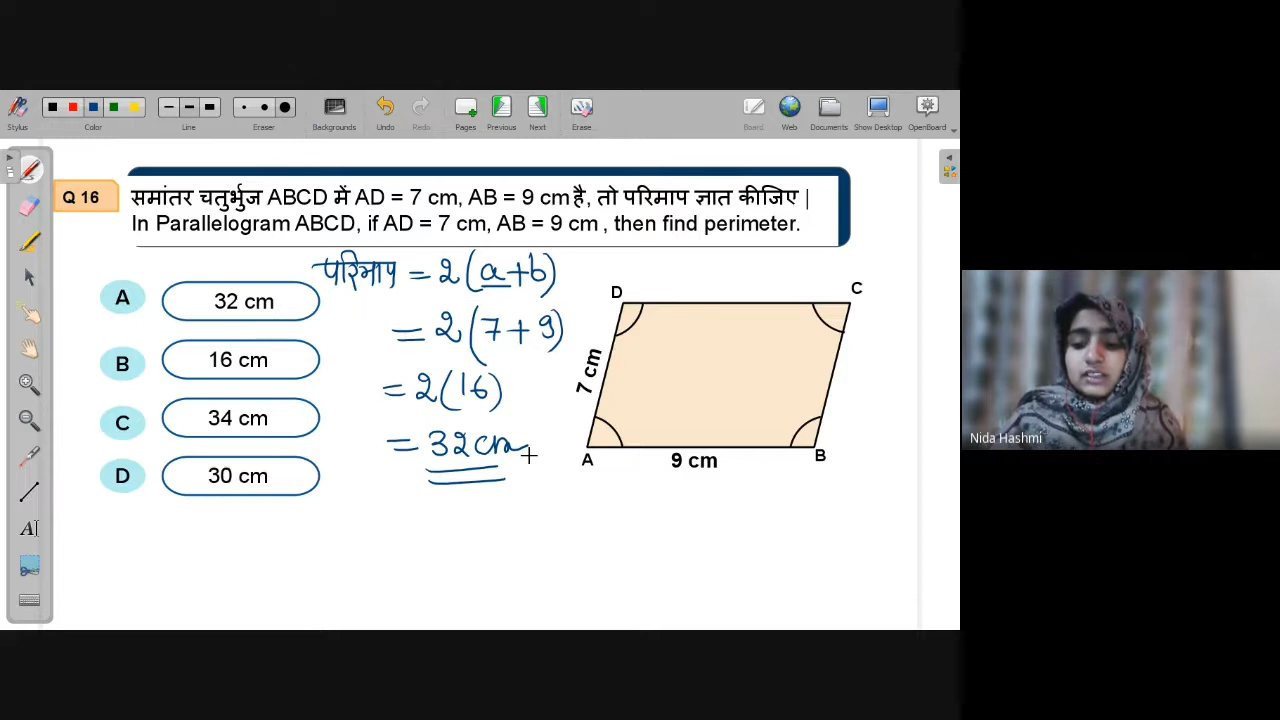 Stylus
Color
Line
Eraser
Backgrounds
Undo
Redo
Pages
Previous
Next
Erase
Board
Web
Documents
Show Desktop
OpenBoard
Q 16
समांतर चतुर्भुज ABCD में AD = 7 cm, AB = 9 cm है, तो परिमाप ज्ञात कीजिए |
In Parallelogram ABCD, if AD = 7 cm, AB = 9 cm , then find perimeter.
A
32 cm
B
16 cm
C
34 cm
D
30 cm
परिमाप = 2(a+b)
= 2(7+9)
= 2(16)
= 32cm
D
C
7 cm
A
9 cm
B
Nida Hashmi